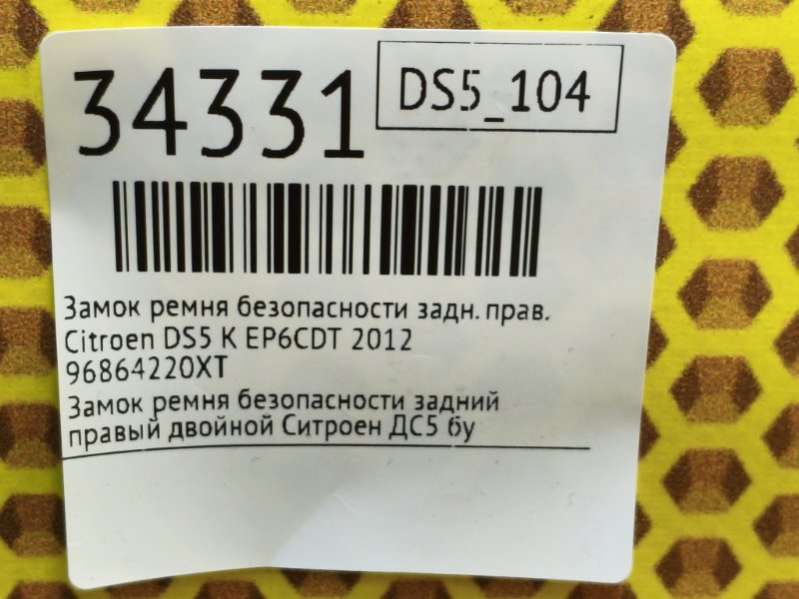 34331
DS5_104
Замок ремня безопасности задн. прав.
Citroen DS5 K EP6CDT 2012
96864220XT
Замок ремня безопасности задний
правый двойной Ситроен ДС5 бу